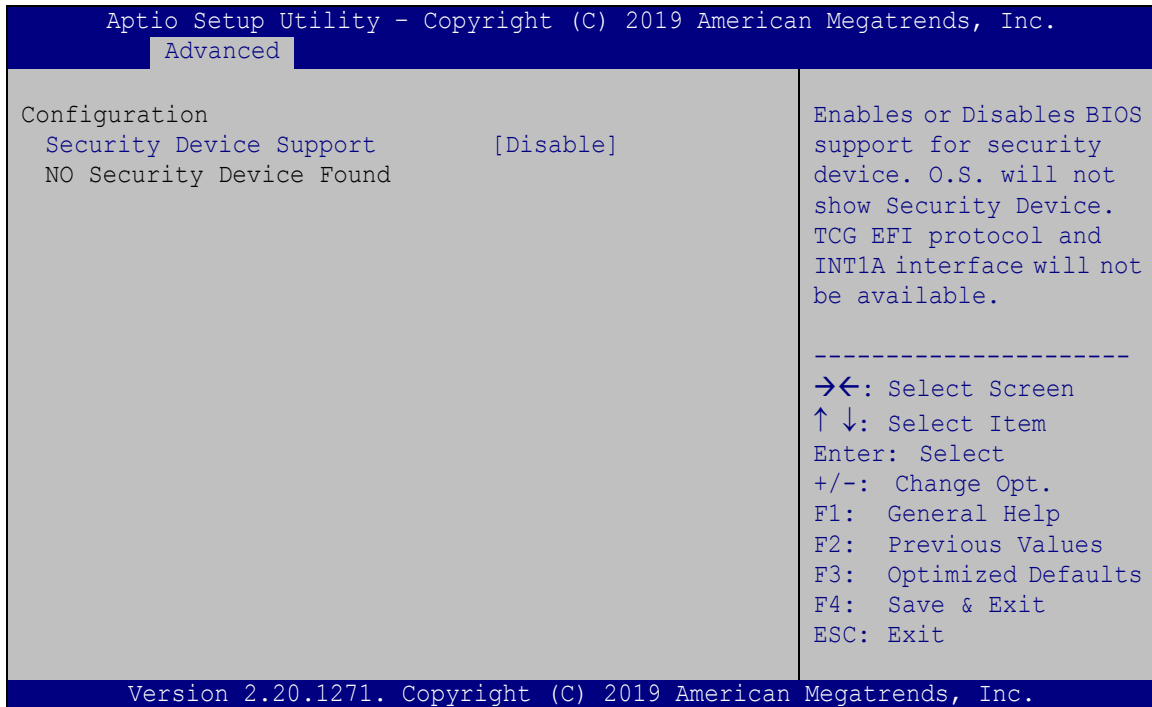 Aptio Setup Utility – Copyright (C) 2019 American Megatrends, Inc.
Advanced
Configuration
Security Device Support [Disable]
NO Security Device Found
Enables or Disables BIOS
support for security
device. O.S. will not
show Security Device.
TCG EFI protocol and
INT1A interface will not
be available.
----------------------
→←: Select Screen
↑ ↓: Select Item
Enter: Select
+/-: Change Opt.
F1: General Help
F2: Previous Values
F3: Optimized Defaults
F4: Save & Exit
ESC: Exit
Version 2.20.1271. Copyright (C) 2019 American Megatrends, Inc.